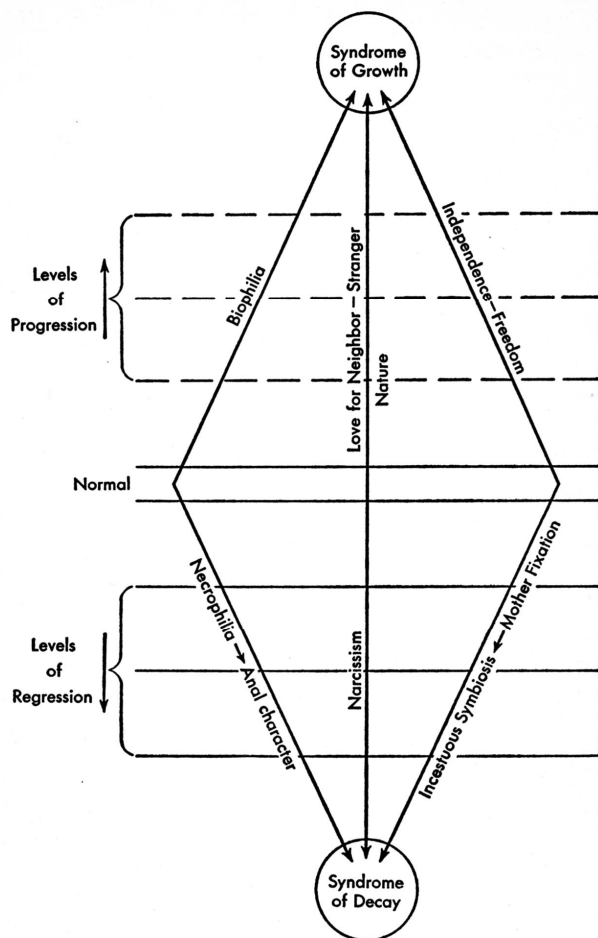 Syndrome
of Growth
Levels
of
Progression
Biophilia
Love for Neighbor — Stranger
Nature
Independence — Freedom
Normal
Levels
of
Regression
Necrophilia → Anal character
Narcissism
Incestuous Symbiosis ← Mother Fixation
Syndrome
of Decay